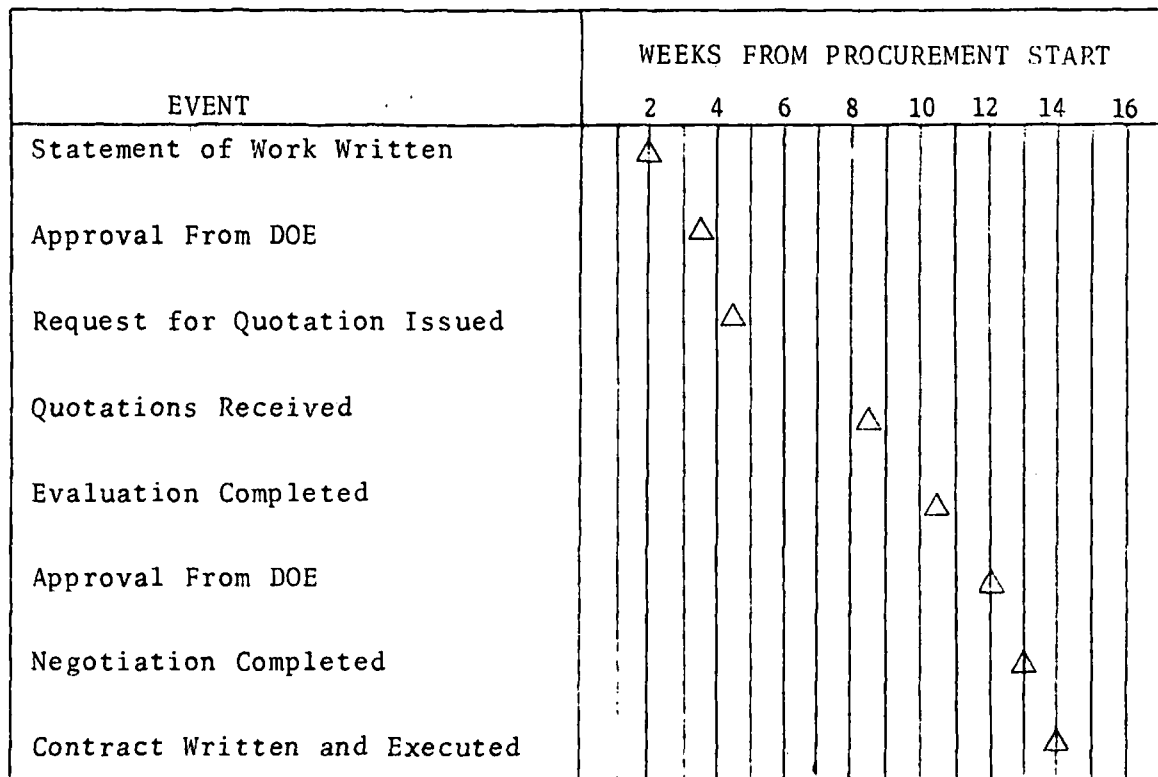 WEEKS FROM PROCUREMENT START
EVENT 2 4 6 8 10 12 14 16
Statement of Work Written
Approval From DOE
Request for Quotation Issued
Quotations Received
Evaluation Completed
Approval From DOE
Negotiation Completed
Contract Written and Executed